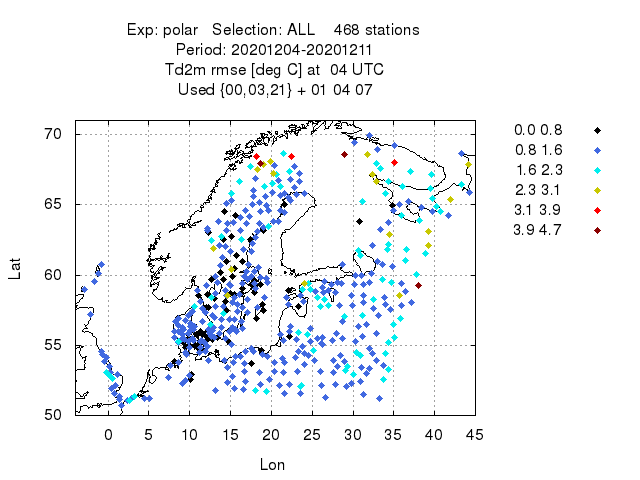 Exp: polar Selection: ALL 468 stations
Period: 20201204-20201211
Td2m rmse [deg C] at 04 UTC
Used {00,03,21} + 01 04 07
70
65
60
55
50
Lat
0 5 10 15 20 25 30 35 40 45
Lon
0.0 0.8
0.8 1.6
1.6 2.3
2.3 3.1
3.1 3.9
3.9 4.7